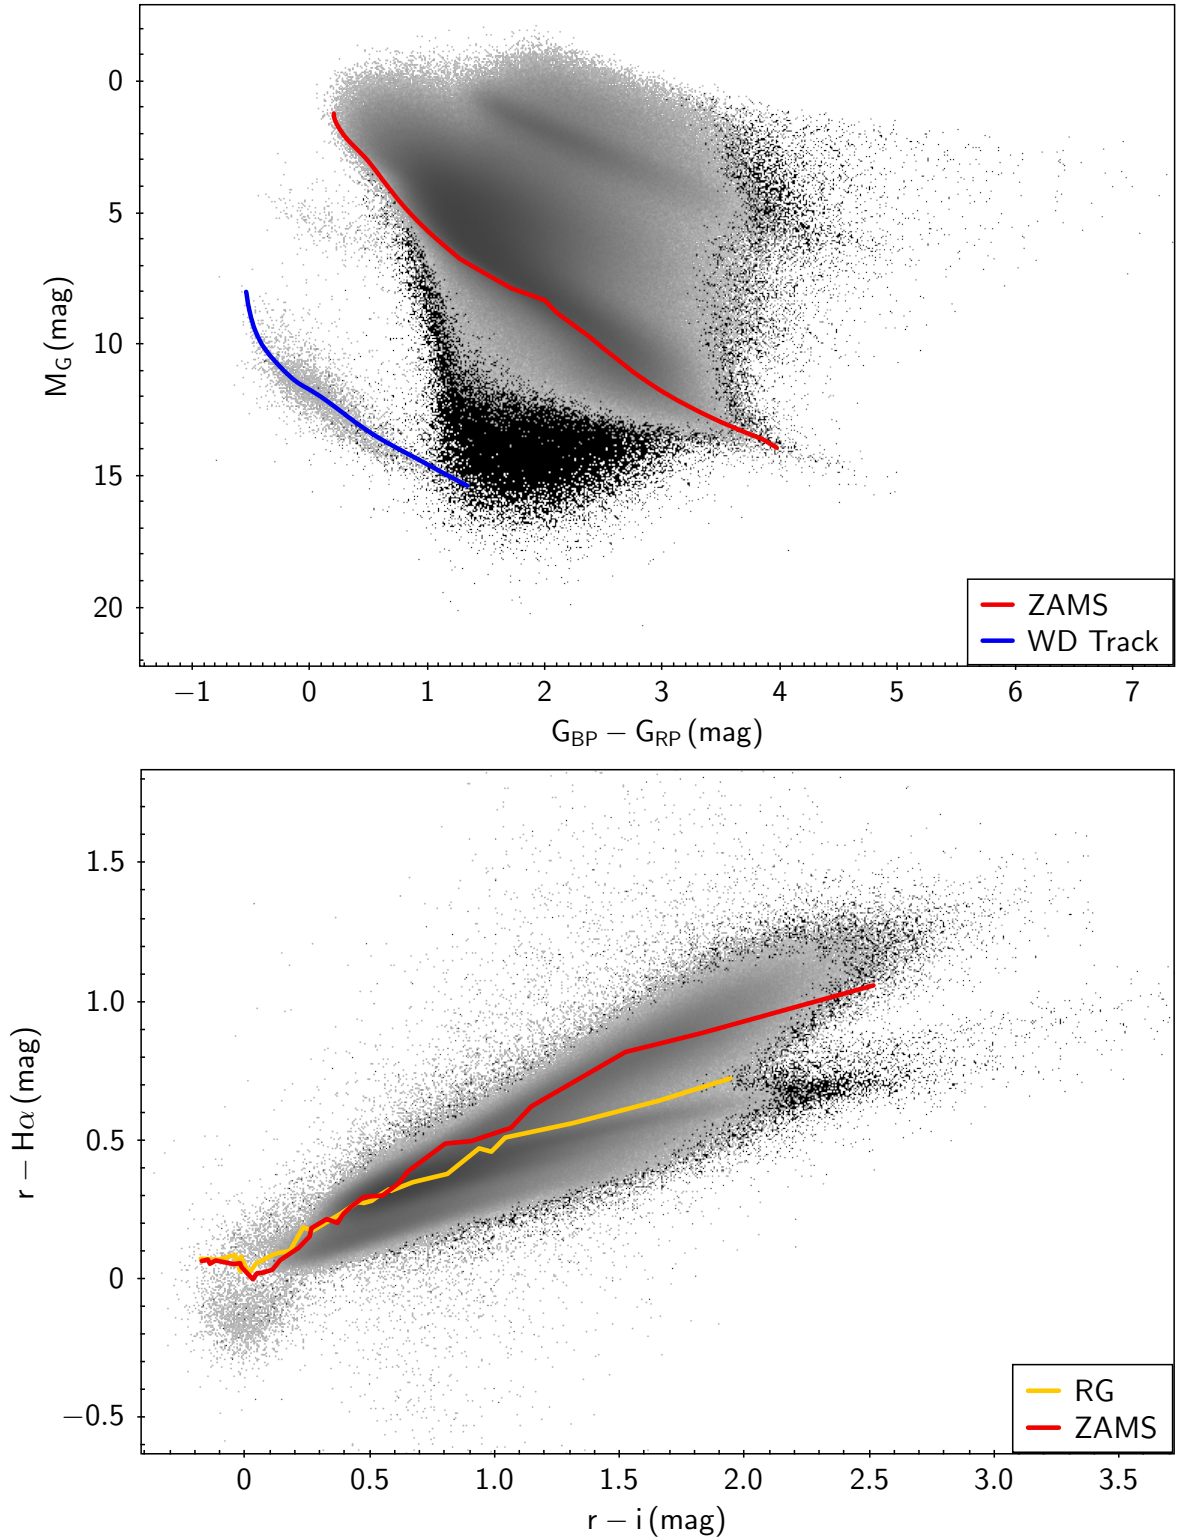 0
5
10
15
20
M_G (mag)
ZAMS
WD Track
−1 0 1 2 3 4 5 6 7
G_BP − G_RP (mag)
1.5
1.0
0.5
0
−0.5
r − Hα (mag)
RG
ZAMS
0 0.5 1.0 1.5 2.0 2.5 3.0 3.5
r − i (mag)